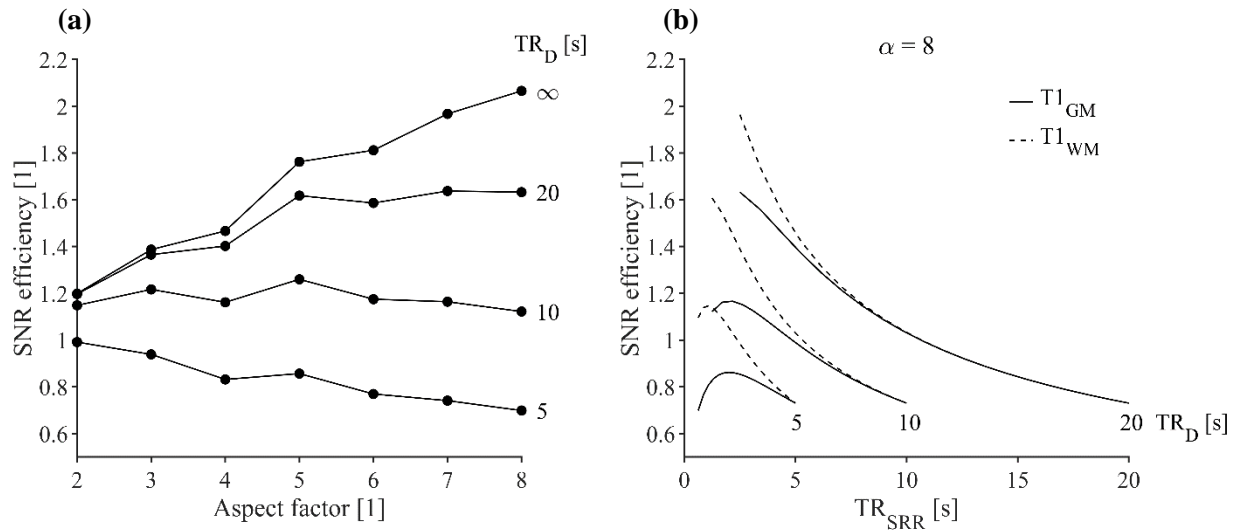 (a)
TR_D [s]
2.2
2
1.8
1.6
1.4
1.2
1
0.8
0.6
SNR efficiency [1]
∞
20
10
5
2 3 4 5 6 7 8
Aspect factor [1]
(b)
α = 8
T1_GM
T1_WM
2.2
2
1.8
1.6
1.4
1.2
1
0.8
0.6
SNR efficiency [1]
5 10 20 TR_D [s]
0 5 10 15 20
TR_SRR [s]